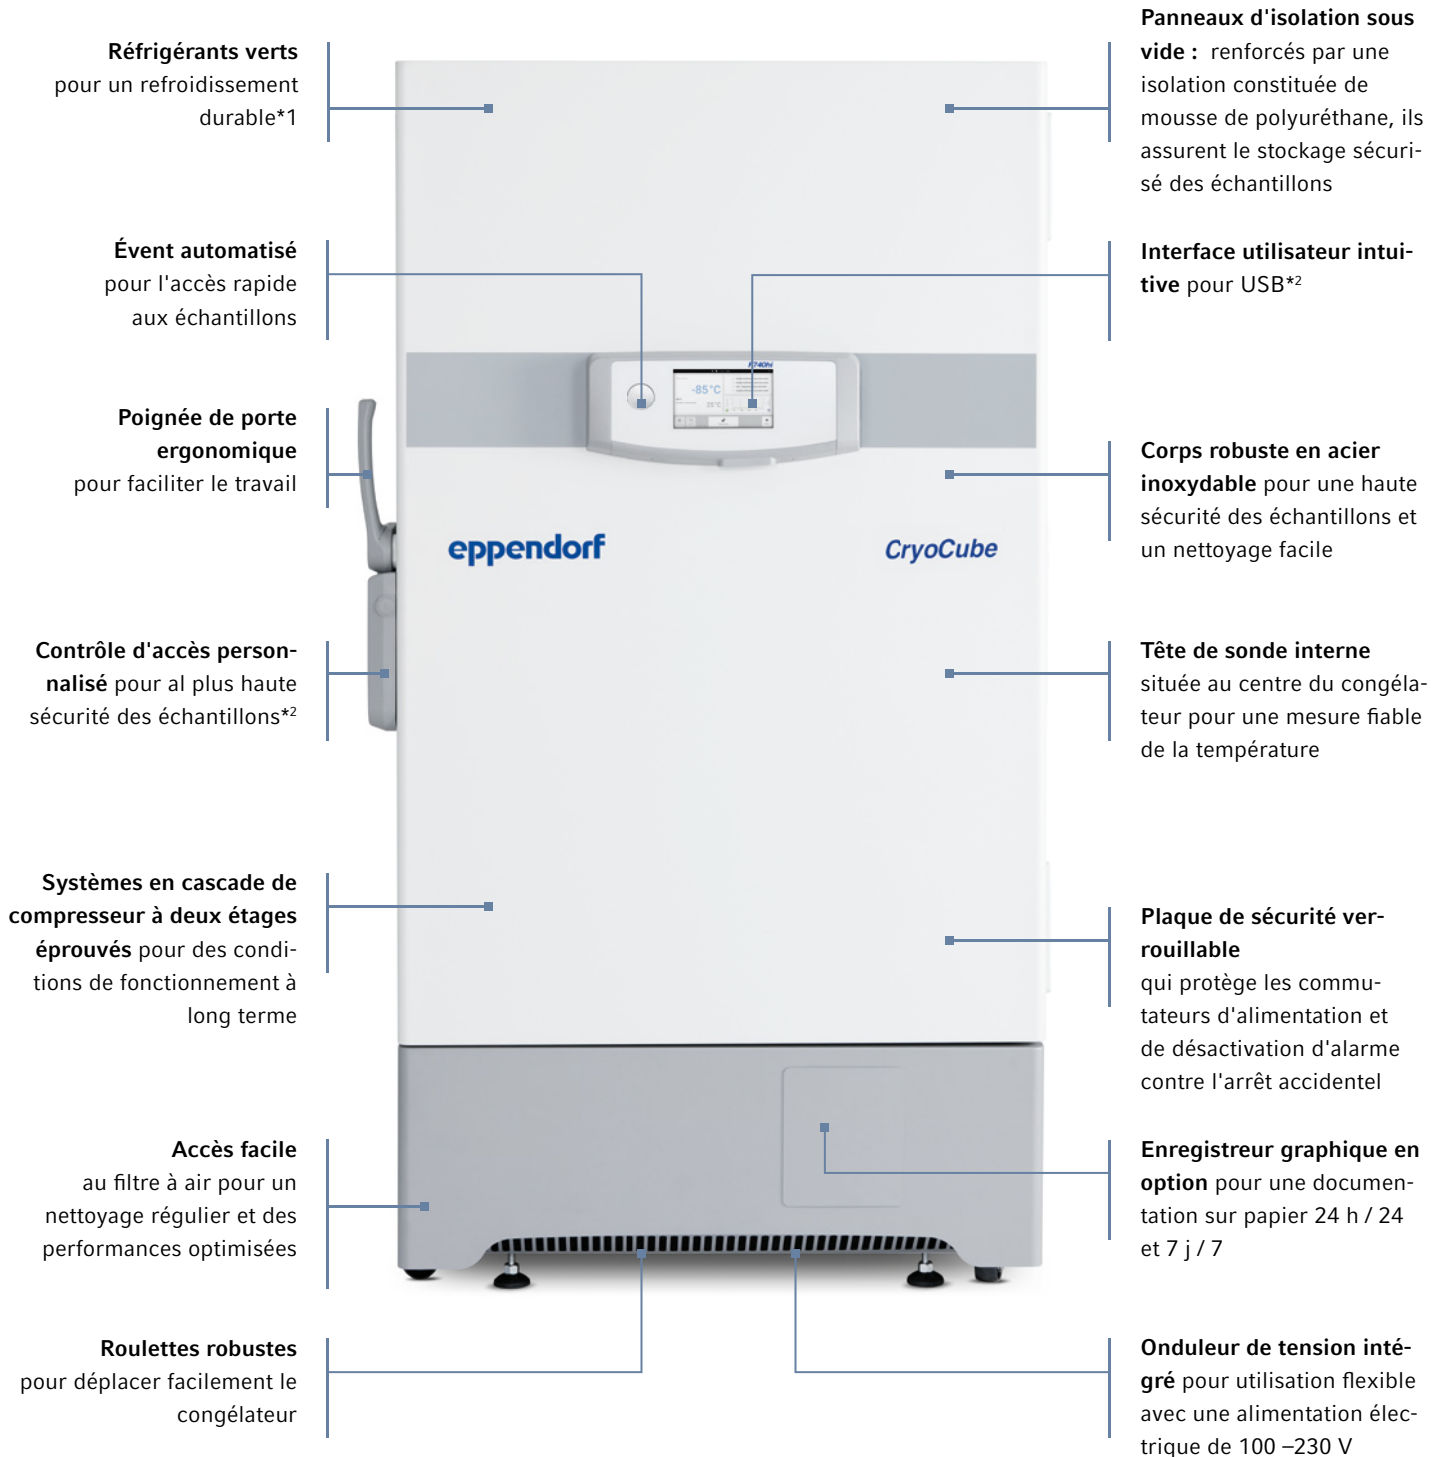 Réfrigérants verts
pour un refroidissement
durable*1
Évent automatisé
pour l'accès rapide
aux échantillons
Poignée de porte
ergonomique
pour faciliter le travail
Contrôle d'accès person-
nalisé pour al plus haute
sécurité des échantillons*2
Systèmes en cascade de
compresseur à deux étages
éprouvés pour des condi-
tions de fonctionnement à
long terme
Accès facile
au filtre à air pour un
nettoyage régulier et des
performances optimisées
Roulettes robustes
pour déplacer facilement le
congélateur
F740hi
-85°C
eppendorf
CryoCube
Panneaux d'isolation sous
vide : renforcés par une
isolation constituée de
mousse de polyuréthane, ils
assurent le stockage sécuri-
sé des échantillons
Interface utilisateur intui-
tive pour USB*2
Corps robuste en acier
inoxydable pour une haute
sécurité des échantillons et
un nettoyage facile
Tête de sonde interne
située au centre du congéla-
teur pour une mesure fiable
de la température
Plaque de sécurité ver-
rouillable
qui protège les commu-
tateurs d'alimentation et
de désactivation d'alarme
contre l'arrêt accidentel
Enregistreur graphique en
option pour une documen-
tation sur papier 24 h / 24
et 7 j / 7
Onduleur de tension inté-
gré pour utilisation flexible
avec une alimentation élec-
trique de 100 –230 V